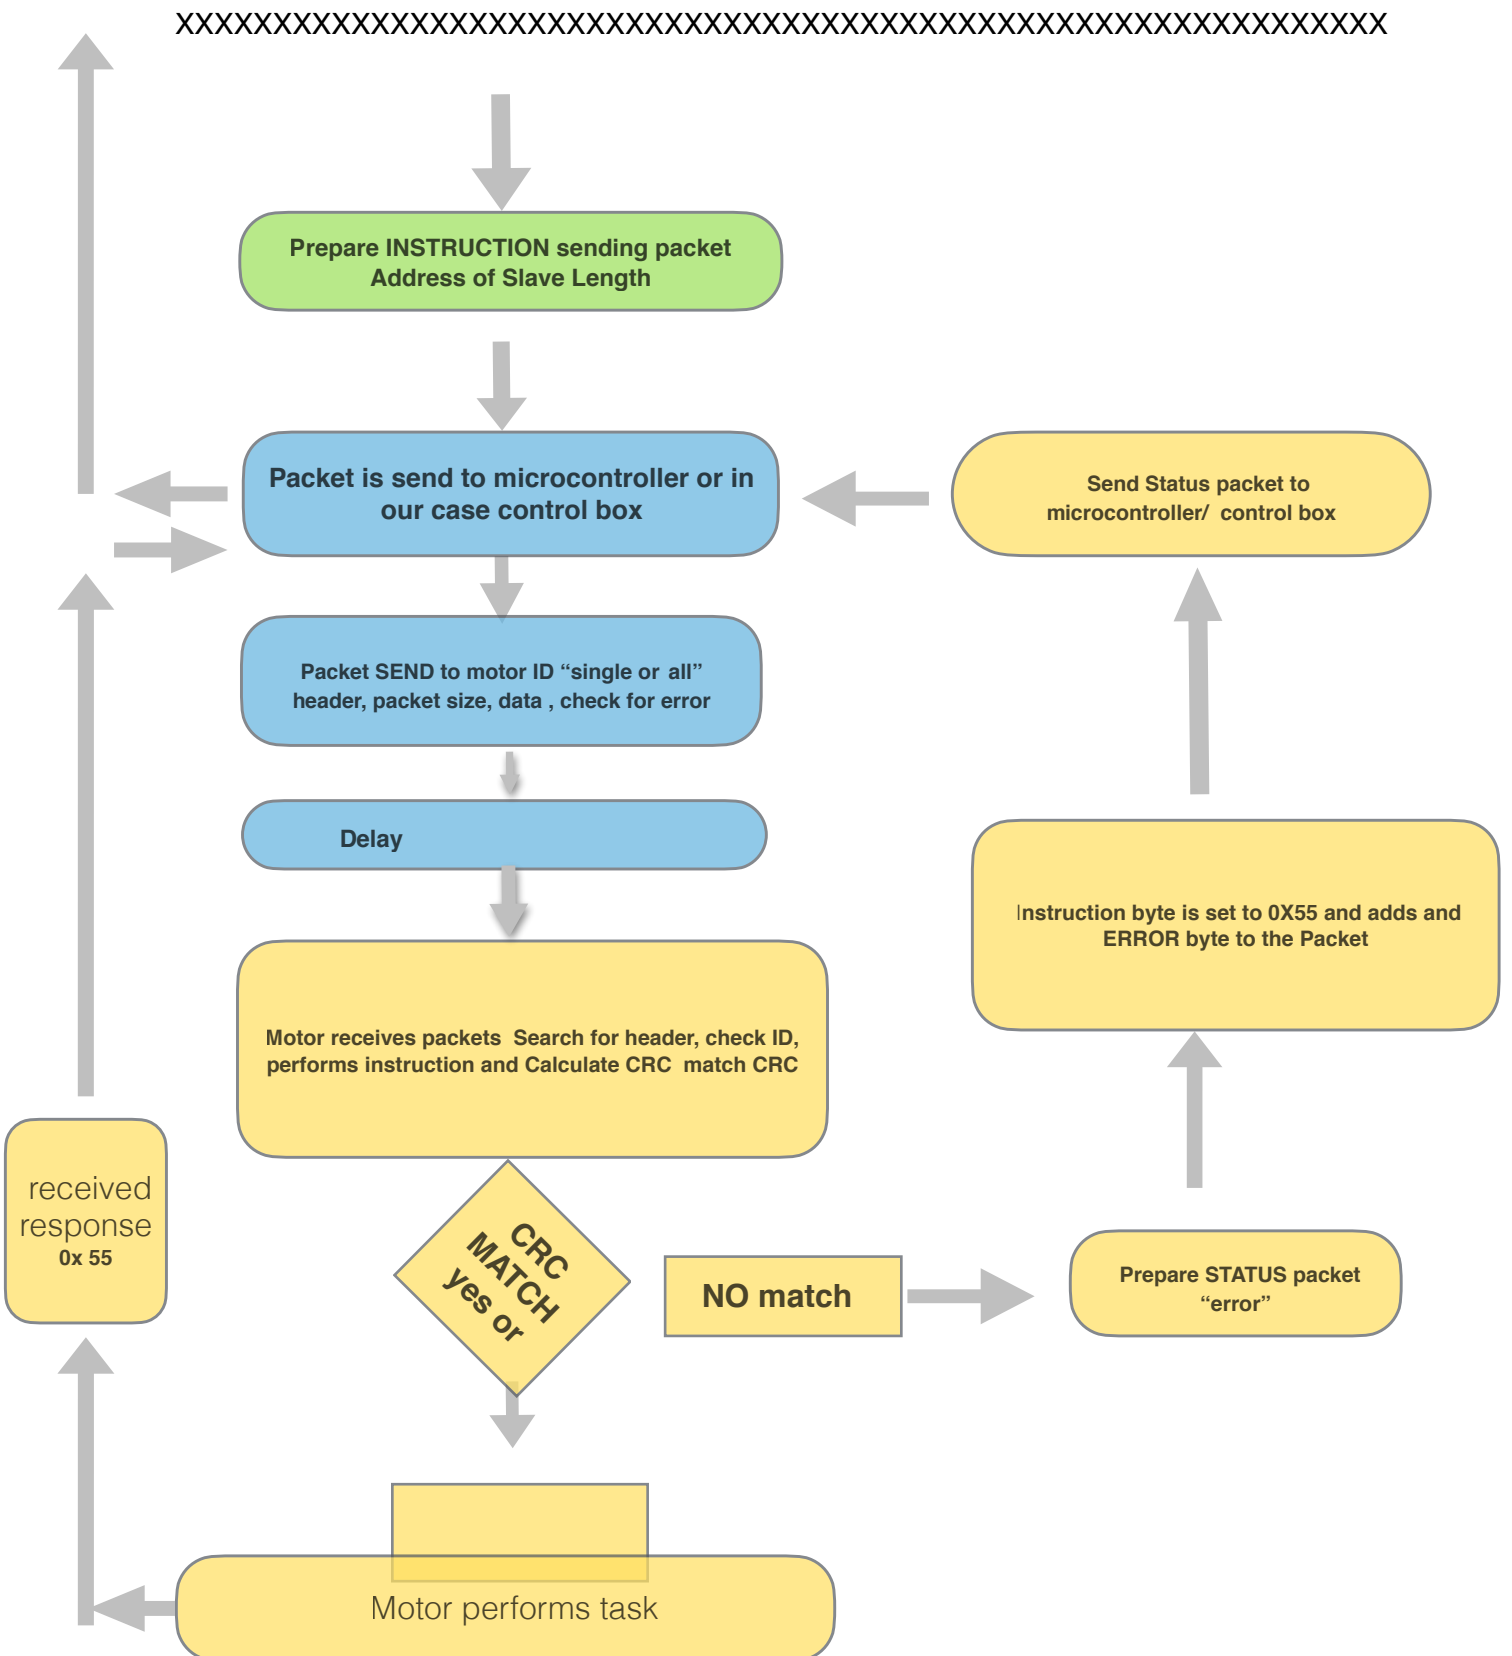 XXXXXXXXXXXXXXXXXXXXXXXXXXXXXXXXXXXXXXXXXXXXXXXXXXXXXXXXXXXXXX
Prepare INSTRUCTION sending packet
Address of Slave Length
Packet is send to microcontroller or in
our case control box
Send Status packet to
microcontroller/ control box
Packet SEND to motor ID “single or all”
header, packet size, data , check for error
Delay
Instruction byte is set to 0X55 and adds and
ERROR byte to the Packet
Motor receives packets Search for header, check ID,
performs instruction and Calculate CRC match CRC
received
response
0x 55
CRC
MATCH
yes or
NO match
Prepare STATUS packet
“error”
Motor performs task